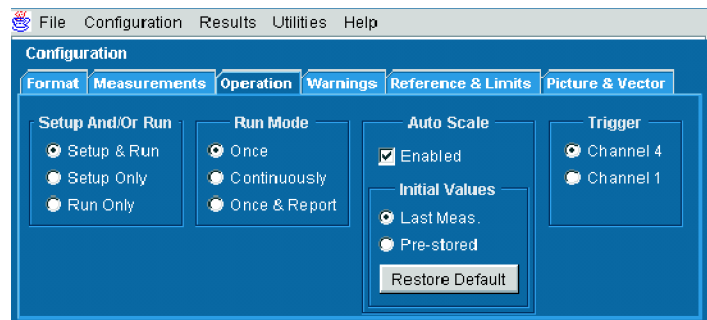 File Configuration Results Utilities Help
Configuration
Format Measurements Operation Warnings Reference & Limits Picture & Vector
Setup And/Or Run
Setup & Run
Setup Only
Run Only
Run Mode
Once
Continuously
Once & Report
Auto Scale
Enabled
Initial Values
Last Meas.
Pre-stored
Restore Default
Trigger
Channel 4
Channel 1